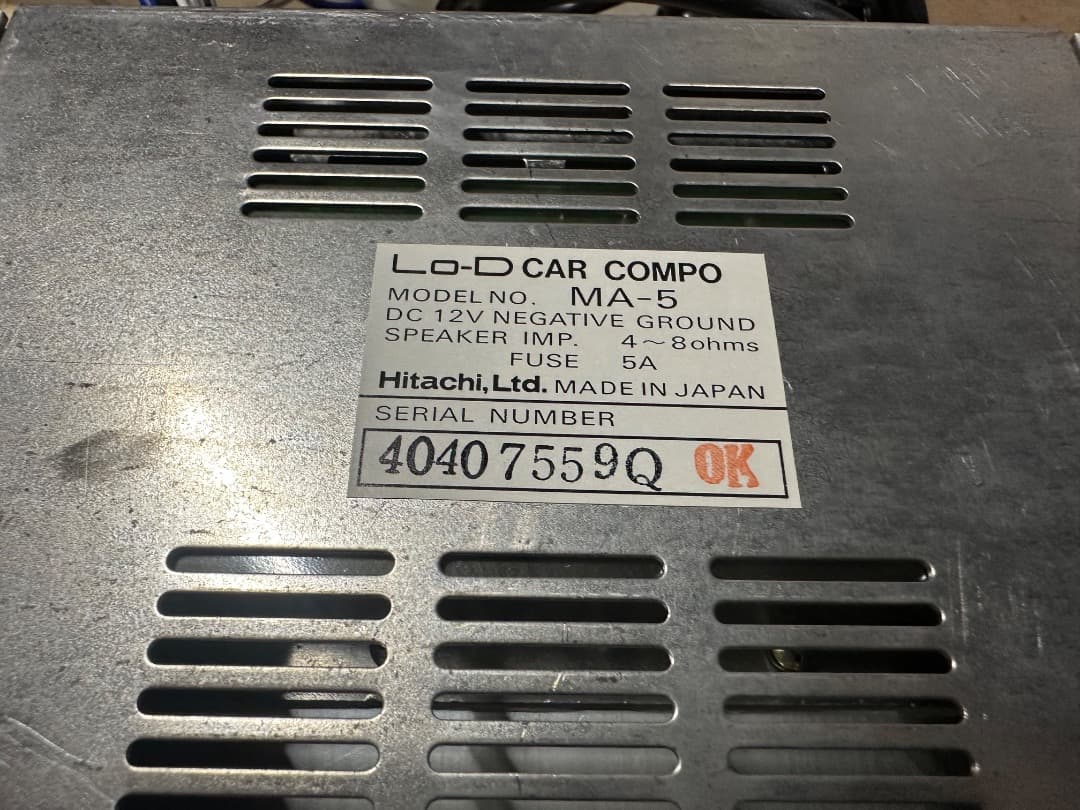 Lo-D CAR COMPO
MODEL NO. MA-5
DC 12V NEGATIVE GROUND
SPEAKER IMP. 4~8ohms
FUSE 5A
Hitachi, Ltd. MADE IN JAPAN
SERIAL NUMBER
40407559Q OK